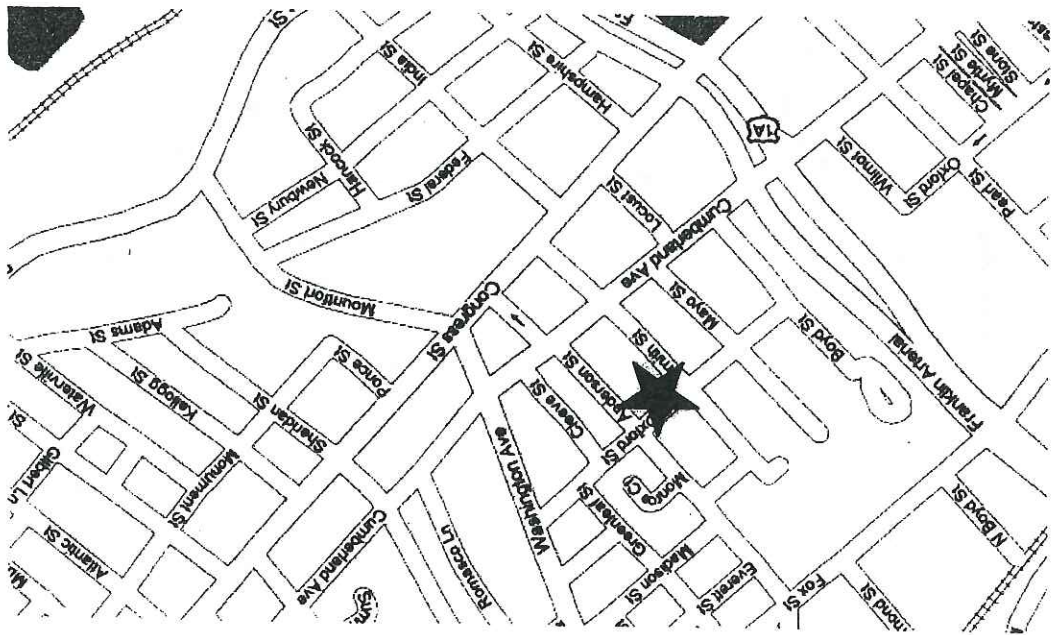 India St
Hampshire St
Stone St
Myrtle St
Chapel St
1A
Wilmot St
Oxford St
Pearl St
Hancock St
Newbury St
Federal St
Locust St
Cumberland Ave
Mayo St
Boyd St
Franklin Arterial
Mountfort St
Congress St
Smith St
Anderson St
Cleeve St
Oxford St
Adams St
Ponce St
Waterville St
Kellogg St
Sheridan St
Monument St
St
Gilbert Ln
Atlantic St
Cumberland Ave
Romasco Ln
Washington Ave
Greenleaf St
Monroe Ct
Madison St
Everett St
Fox St
N Boyd St